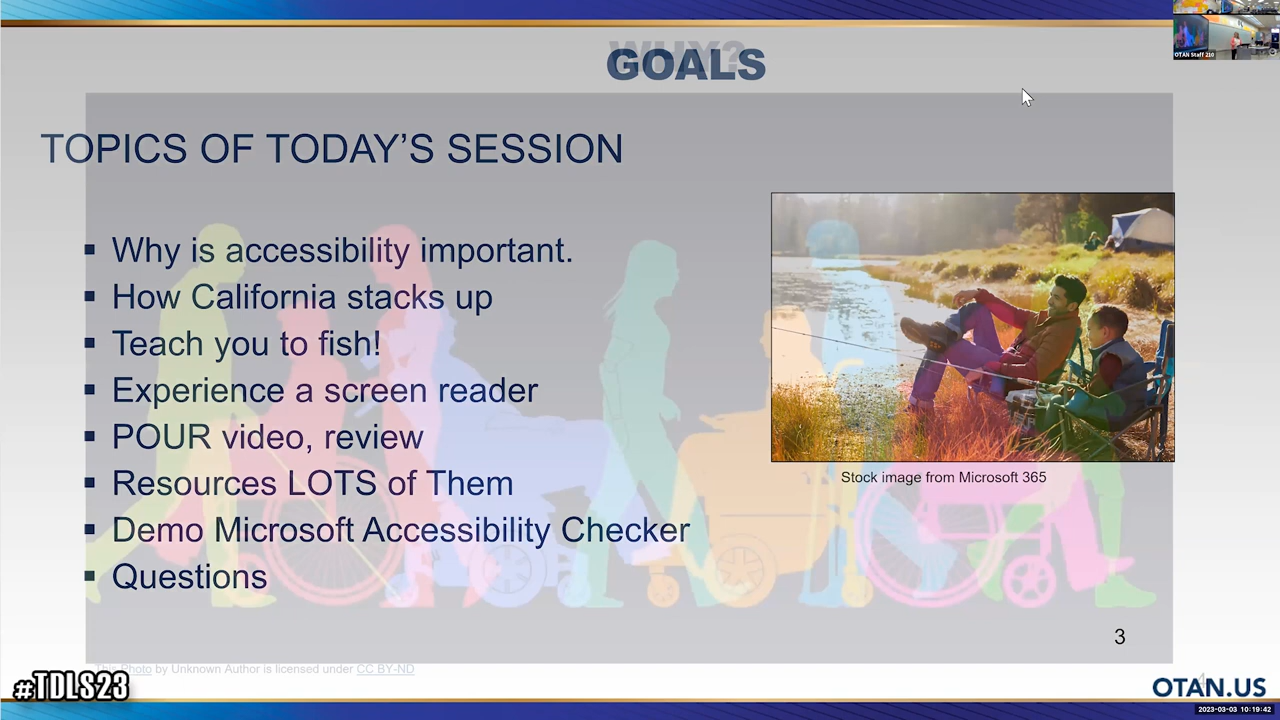 WHY?
GOALS
OTAN Staff 210
TOPICS OF TODAY'S SESSION
▪ Why is accessibility important.
▪ How California stacks up
▪ Teach you to fish!
▪ Experience a screen reader
▪ POUR video, review
▪ Resources LOTS of Them
▪ Demo Microsoft Accessibility Checker
▪ Questions
Stock image from Microsoft 365
3
This Photo by Unknown Author is licensed under CC BY-ND
4
#TDLS23
OTAN.US
2023-03-03 10:19:42